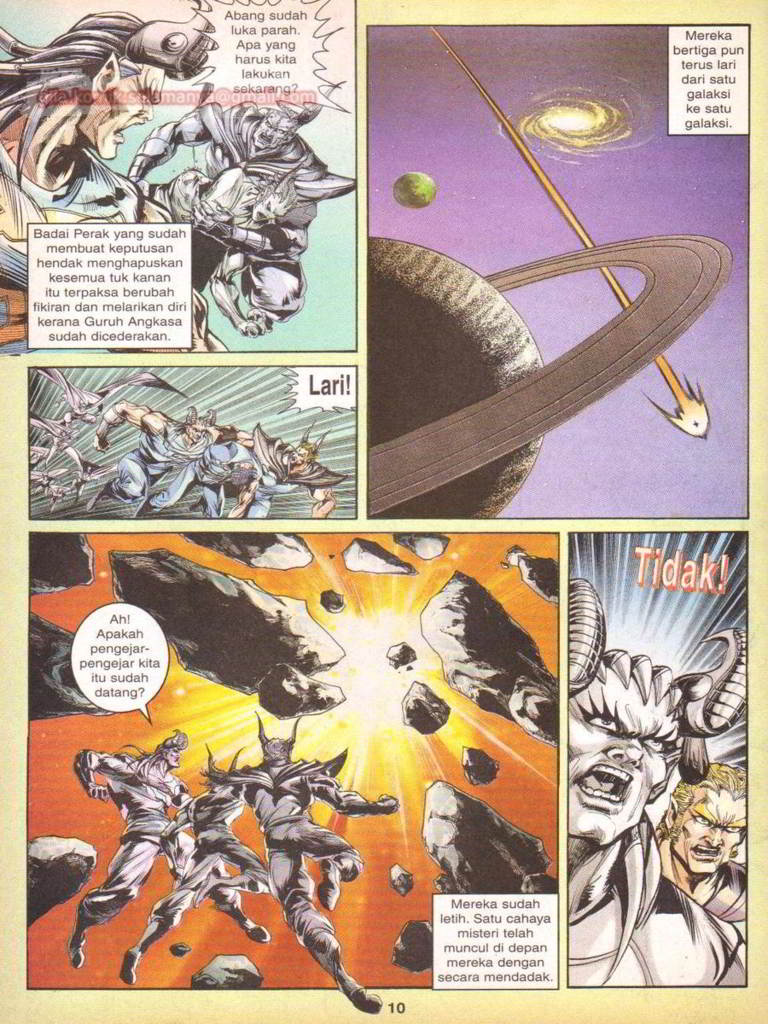 Abang sudah
luka parah.
Apa yang
harus kita
lakukan
sekarang?
Badai Perak yang sudah
membuat keputusan
hendak menghapuskan
kesemua tuk kanan
itu terpaksa berubah
fikiran dan melarikan diri
kerana Guruh Angkasa
sudah dicederakan.
Mereka
bertiga pun
terus lari
dari satu
galaksi
ke satu
galaksi.
Lari!
Ah!
Apakah
pengejar-
pengejar kita
itu sudah
datang?
Mereka sudah
letih. Satu cahaya
misteri telah
muncul di depan
mereka dengan
secara mendadak.
Tidak!
10